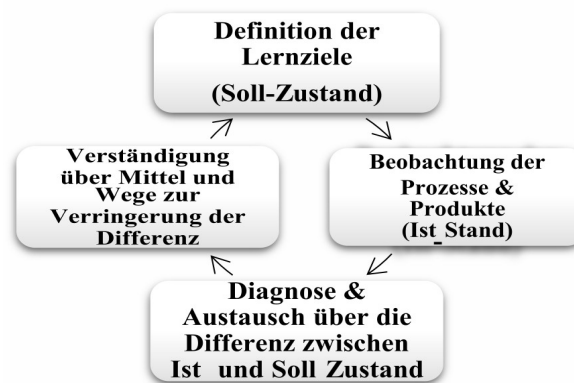 Definition der
Lernziele
(Soll-Zustand)
Verständigung
über Mittel und
Wege zur
Verringerung der
Differenz
Beobachtung der
Prozesse &
Produkte
(Ist_Stand)
Diagnose &
Austausch über die
Differenz zwischen
Ist und Soll Zustand